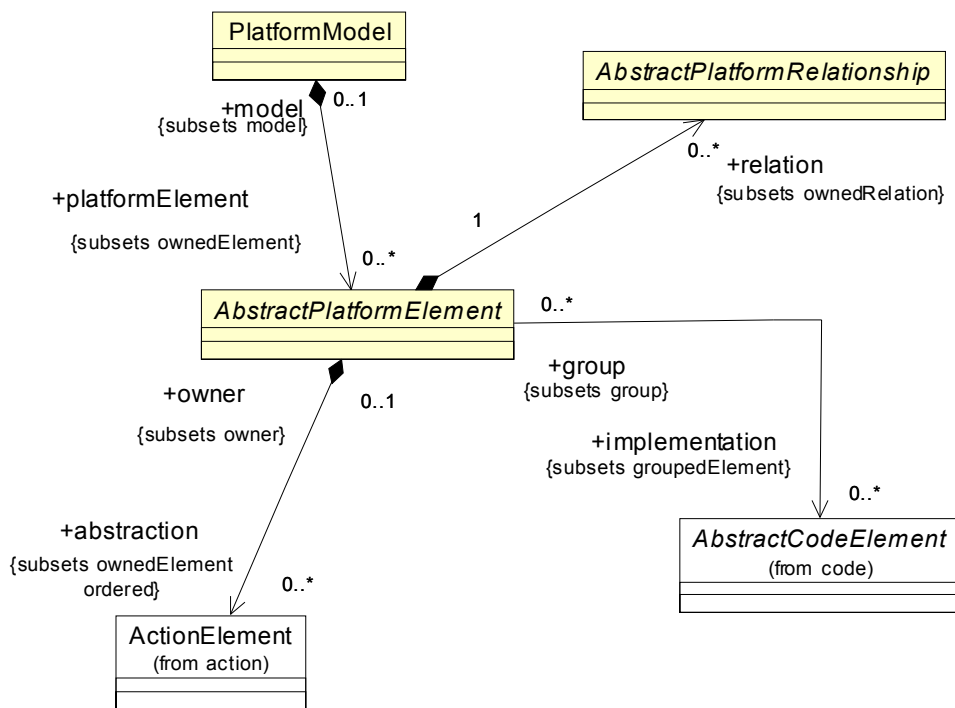 PlatformModel
AbstractPlatformRelationship
+model
0..1
{subsets model}
0..*
+relation
{subsets ownedRelation}
+platformElement
{subsets ownedElement}
1
0..*
AbstractPlatformElement
0..*
+owner
0..1
{subsets owner}
+group
{subsets group}
+implementation
{subsets groupedElement}
0..*
+abstraction
{subsets ownedElement
ordered}
0..*
AbstractCodeElement
(from code)
ActionElement
(from action)